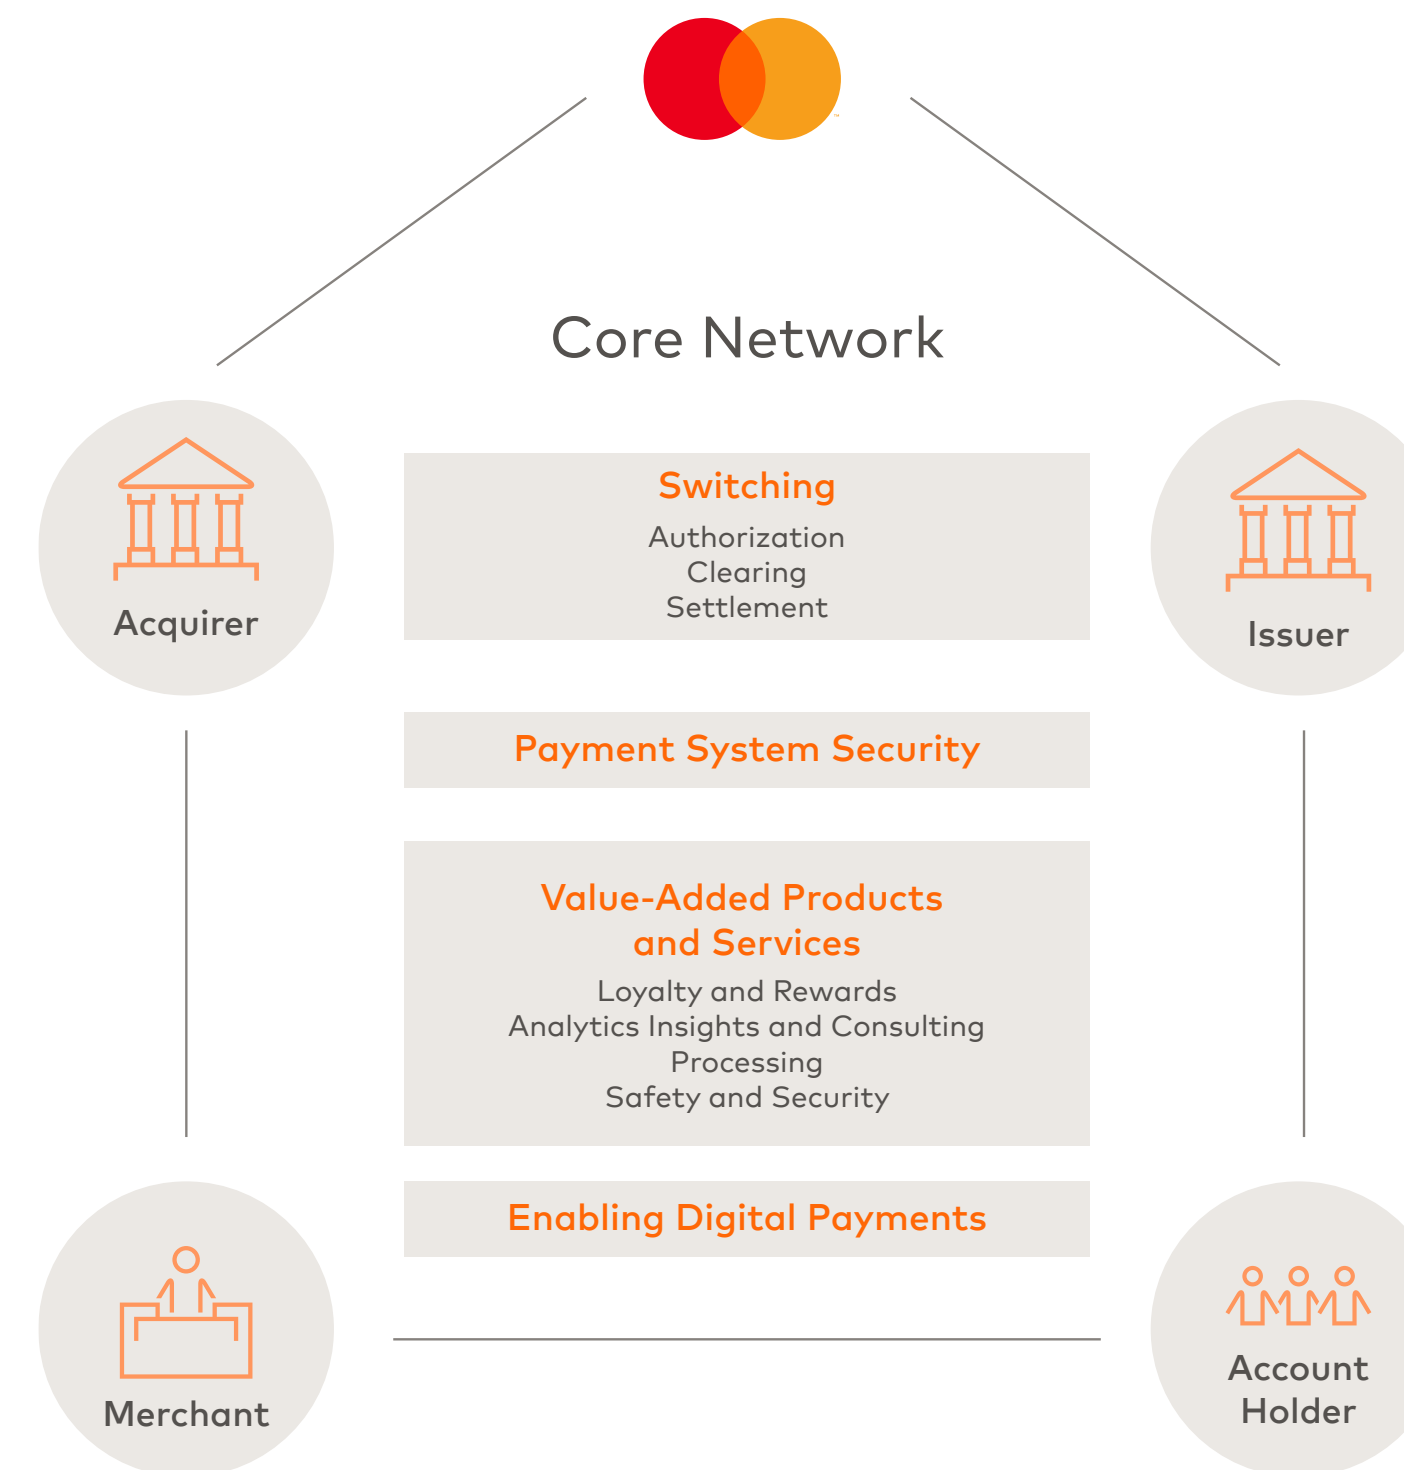 Core Network
Switching
Authorization
Clearing
Settlement
Acquirer
Issuer
Payment System Security
Value-Added Products
and Services
Loyalty and Rewards
Analytics Insights and Consulting
Processing
Safety and Security
Enabling Digital Payments
Merchant
Account
Holder